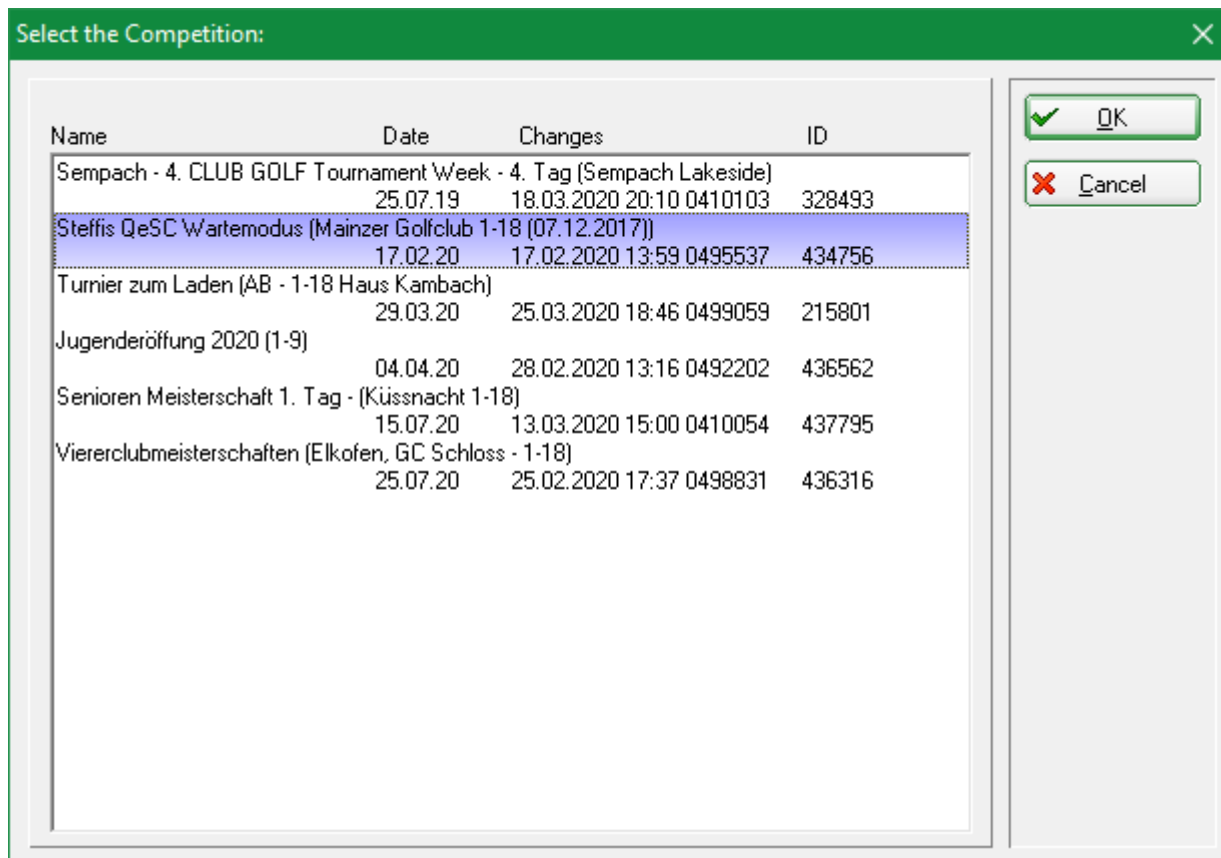 Select the Competition:
Name Date Changes ID
Sempach - 4. CLUB GOLF Tournament Week - 4. Tag (Sempach Lakeside)
25.07.19 18.03.2020 20:10 0410103 328493
Steffis QeSC Wartemodus (Mainzer Golfclub 1-18 (07.12.2017))
17.02.20 17.02.2020 13:59 0495537 434756
Turnier zum Laden (AB - 1-18 Haus Kambach)
29.03.20 25.03.2020 18:46 0499059 215801
Jugenderöffung 2020 (1-9)
04.04.20 28.02.2020 13:16 0492202 436562
Senioren Meisterschaft 1. Tag - (Küssnacht 1-18)
15.07.20 13.03.2020 15:00 0410054 437795
Viererclubmeisterschaften (Elkofen, GC Schloss - 1-18)
25.07.20 25.02.2020 17:37 0498831 436316
OK
Cancel